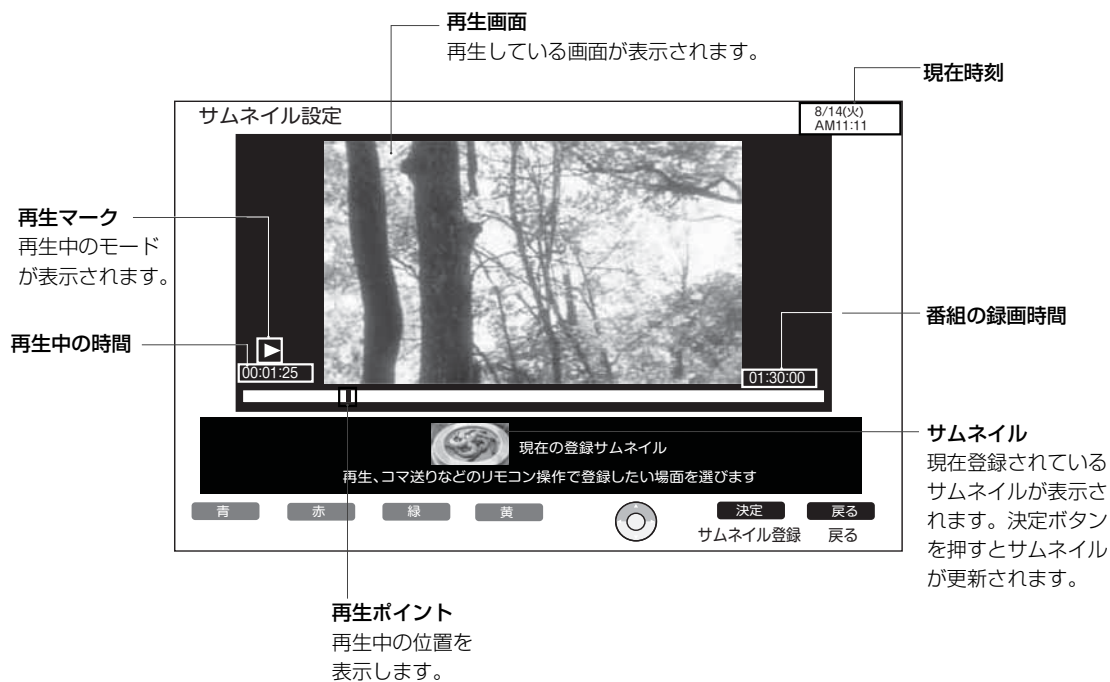 再生画面
再生している画面が表示されます。
現在時刻
サムネイル設定
8/14(火)
AM11:11
再生マーク
再生中のモード
が表示されます。
再生中の時間
00:01:25
01:30:00
番組の録画時間
現在の登録サムネイル
再生、コマ送りなどのリモコン操作で登録したい場面を選びます
サムネイル
現在登録されている
サムネイルが表示さ
れます。決定ボタン
を押すとサムネイル
が更新されます。
青 赤 緑 黄 決定 戻る
サムネイル登録 戻る
再生ポイント
再生中の位置を
表示します。